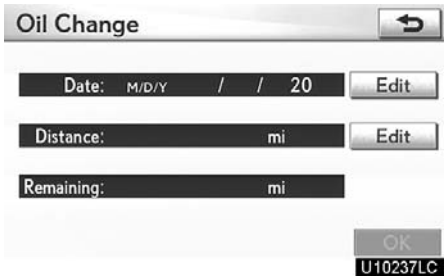 Oil Change
Date: M/D/Y / / 20 Edit
Distance: mi Edit
Remaining: mi
OK
U10237LC